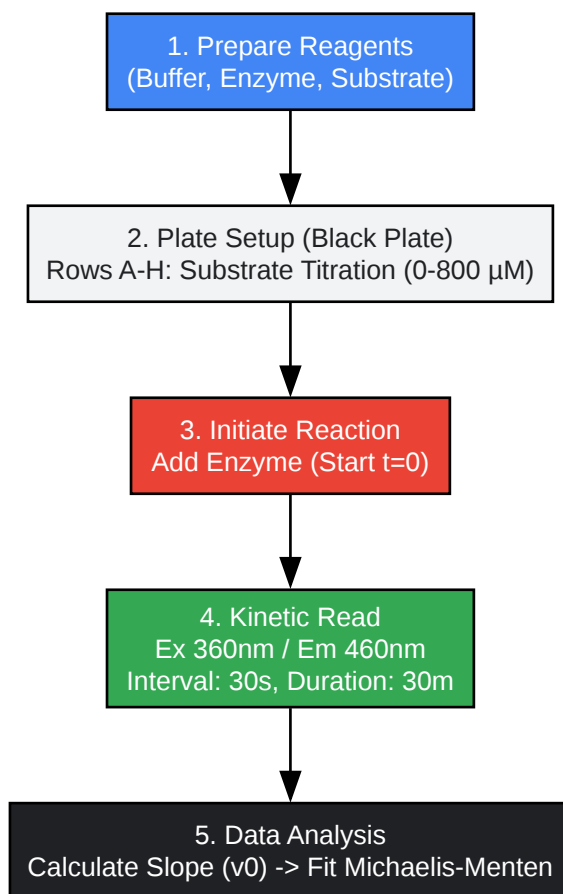 1. Prepare Reagents
(Buffer, Enzyme, Substrate)
2. Plate Setup (Black Plate)
Rows A-H: Substrate Titration (0-800 µM)
3. Initiate Reaction
Add Enzyme (Start t=0)
4. Kinetic Read
Ex 360nm / Em 460nm
Interval: 30s, Duration: 30m
5. Data Analysis
Calculate Slope (v0) -> Fit Michaelis-Menten